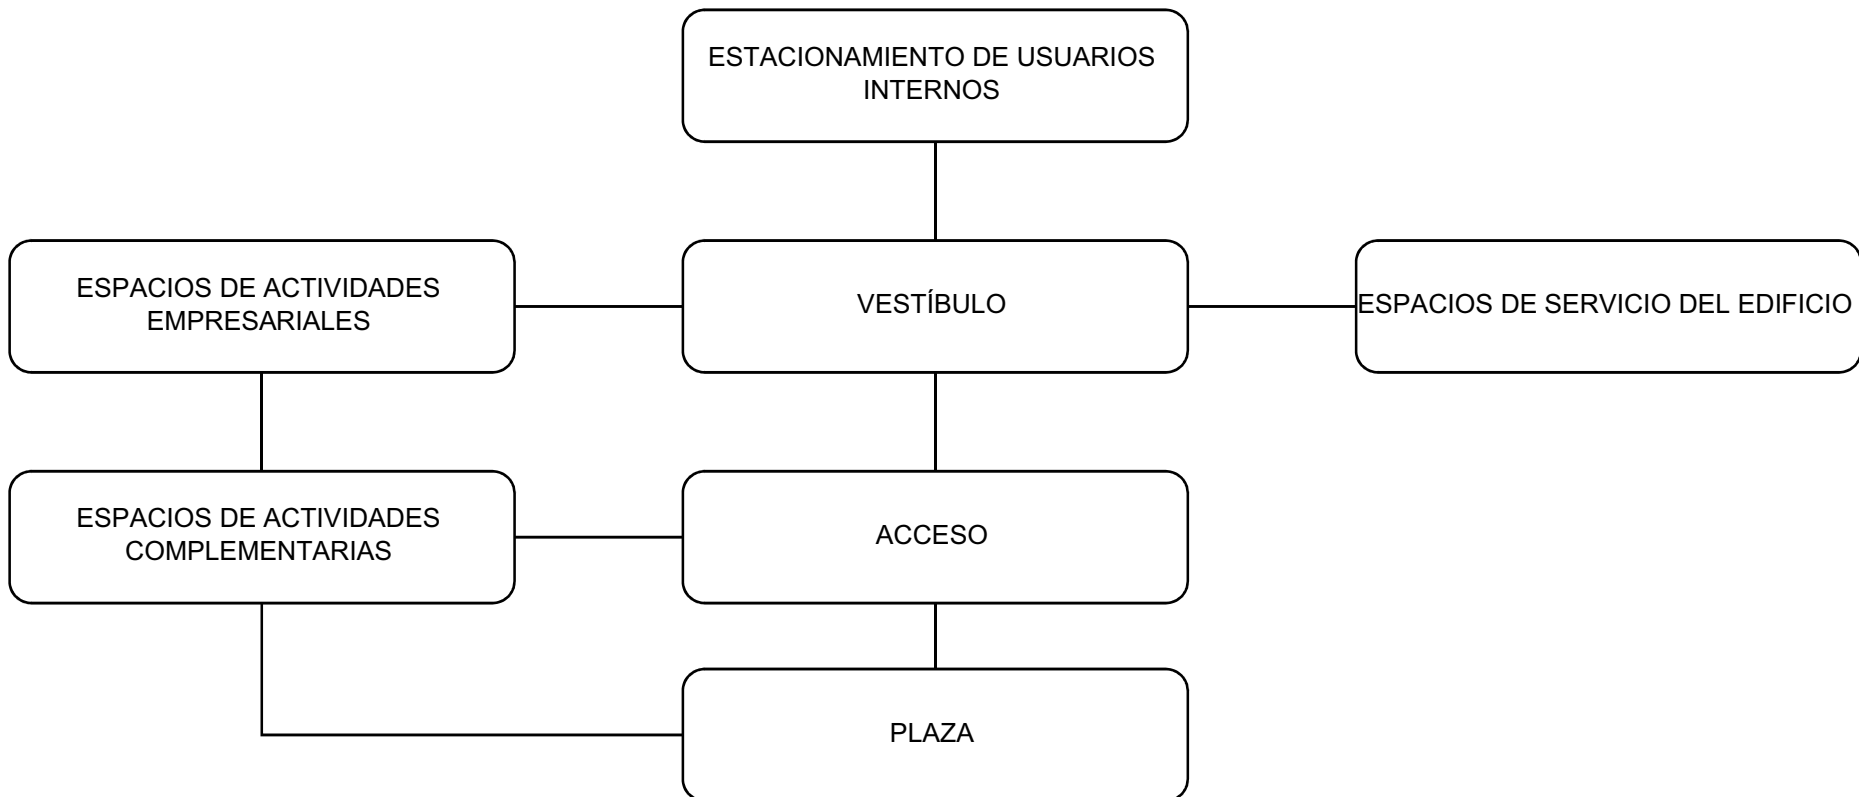 ESTACIONAMIENTO DE USUARIOS
INTERNOS
ESPACIOS DE ACTIVIDADES
EMPRESARIALES
VESTÍBULO
ESPACIOS DE SERVICIO DEL EDIFICIO
ESPACIOS DE ACTIVIDADES
COMPLEMENTARIAS
ACCESO
PLAZA